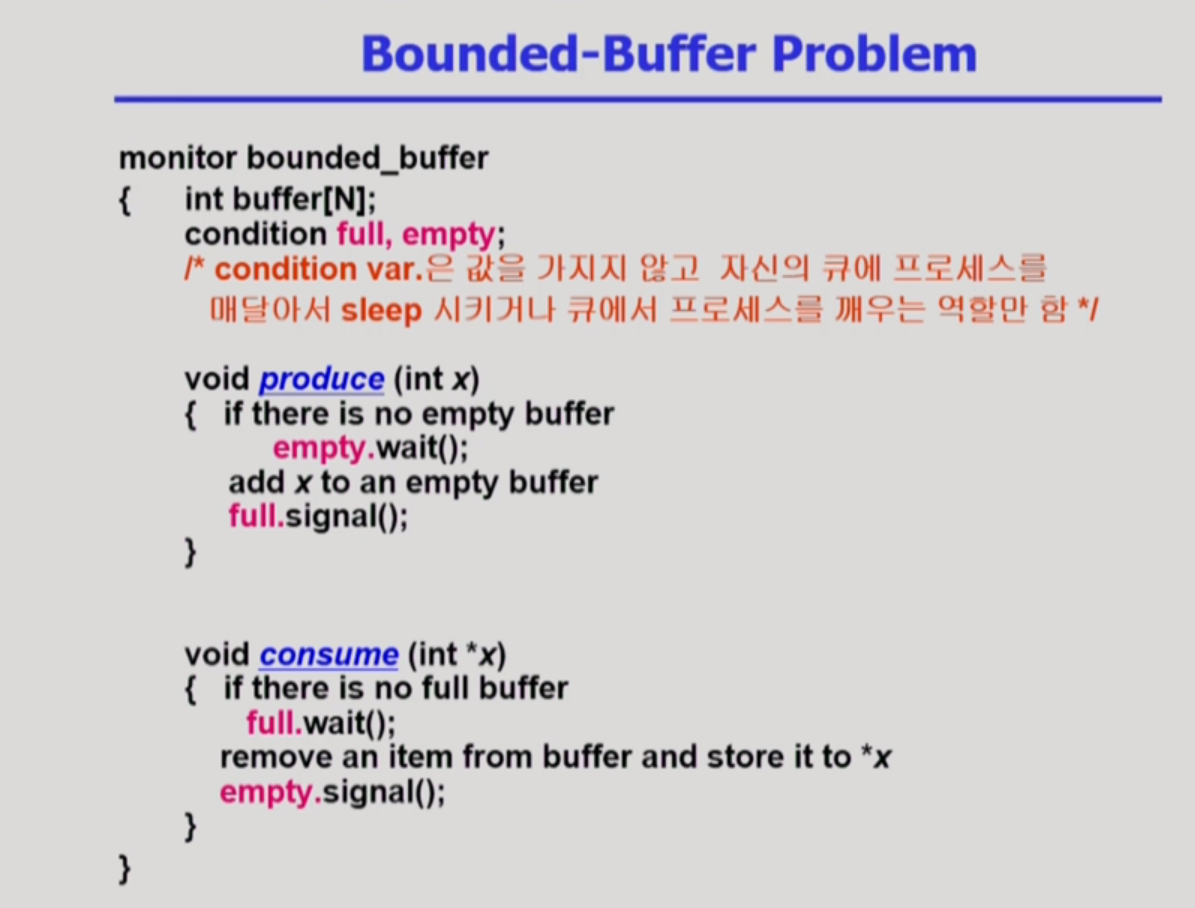 Bounded-Buffer Problem
monitor bounded_buffer
{ int buffer[N];
condition full, empty;
/* condition var.은 값을 가지지 않고 자신의 큐에 프로세스를
매달아서 sleep 시키거나 큐에서 프로세스를 깨우는 역할만 함 */
void produce (int x)
{ if there is no empty buffer
empty.wait();
add x to an empty buffer
full.signal();
}
void consume (int *x)
{ if there is no full buffer
full.wait();
remove an item from buffer and store it to *x
empty.signal();
}
}